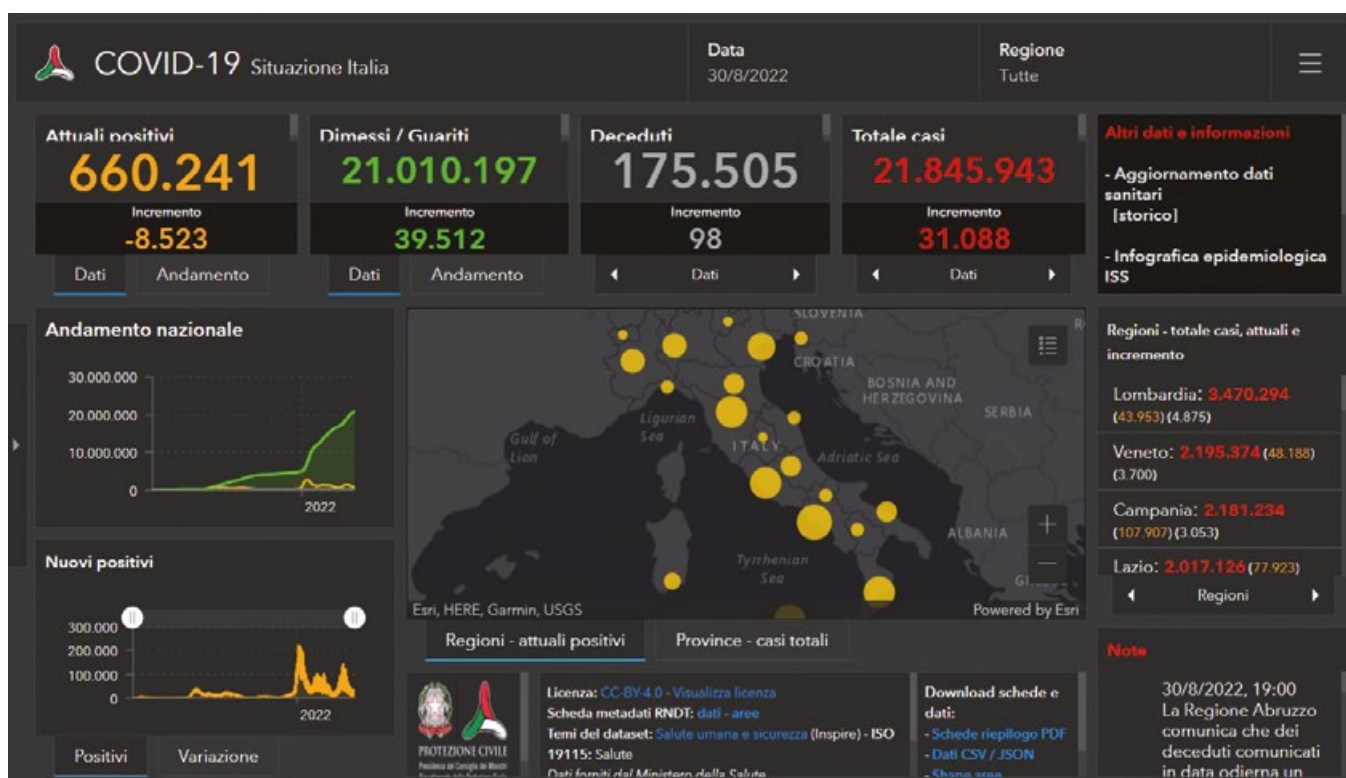 COVID-19 Situazione Italia
Data
30/8/2022
Regione
Tutte
Attuali positivi
660.241
Incremento
-8.523
Dati Andamento
Dimessi / Guariti
21.010.197
Incremento
39.512
Dati Andamento
Deceduti
175.505
Incremento
98
Dati
Totale casi
21.845.943
Incremento
31.088
Dati
Altri dati e informazioni
- Aggiornamento dati
sanitari
[storico]
- Infografica epidemiologica
ISS
Andamento nazionale
30.000.000
20.000.000
10.000.000
0
2022
Nuovi positivi
300.000
200.000
100.000
0
2022
Positivi Variazione
SLOVENIA
CROATIA
BOSNIA AND
HERZEGOVINA
SERBIA
Ligurian
Sea
Gulf of
Lion
ITALY
Adriatic Sea
ALBANIA
Tyrrhenian
Sea
Esri, HERE, Garmin, USGS
Powered by Esri
Regioni - attuali positivi Province - casi totali
PROTEZIONE CIVILE
Licenza: CC-BY-4.0 - Visualizza licenza
Scheda metadati RNDT: dati - aree
Temi del dataset: Salute umana e sicurezza (Inspire) - ISO
19115: Salute
Dati forniti dal Ministero della Salute
Download schede e
dati:
- Schede riepilogo PDF
- Dati CSV / JSON
- Shape aree
Regioni - totale casi, attuali e
incremento
Lombardia: 3.470.294
(43.953) (4.875)
Veneto: 2.195.374 (48.188)
(3.700)
Campania: 2.181.234
(107.907) (3.053)
Lazio: 2.017.126 (77.923)
Regioni
Note
30/8/2022, 19:00
La Regione Abruzzo
comunica che dei
deceduti comunicati
in data odierna un